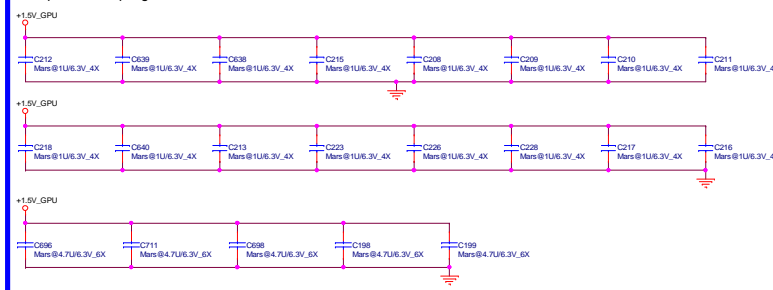 +1.5V_GPU
C212 C639 C638 C215 C208 C209 C210 C211
Mars@1U/6.3V_4X Mars@1U/6.3V_4X Mars@1U/6.3V_4X Mars@1U/6.3V_4X Mars@1U/6.3V_4X Mars@1U/6.3V_4X Mars@1U/6.3V_4X Mars@1U/6.3V_4
+1.5V_GPU
C218 C640 C213 C223 C226 C228 C217 C216
Mars@1U/6.3V_4X Mars@1U/6.3V_4X Mars@1U/6.3V_4X Mars@1U/6.3V_4X Mars@1U/6.3V_4X Mars@1U/6.3V_4X Mars@1U/6.3V_4X Mars@1U/6.3V_4
+1.5V_GPU
C696 C711 C698 C198 C199
Mars@4.7U/6.3V_6X Mars@4.7U/6.3V_6X Mars@4.7U/6.3V_6X Mars@4.7U/6.3V_6X Mars@4.7U/6.3V_6X